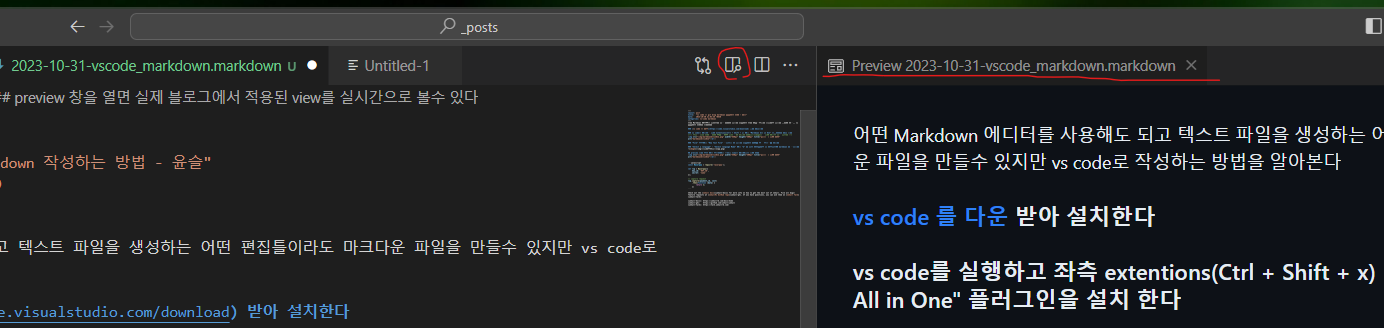 _posts
2023-10-31-vscode_markdown.markdown U
Untitled-1
Preview 2023-10-31-vscode_markdown.markdown
## preview 창을 열면 실제 블로그에서 적용된 view를 실시간으로 볼수 있다
down 작성하는 방법 - 윤슬"
고 텍스트 파일을 생성하는 어떤 편집틀이라도 마크다운 파일을 만들수 있지만 vs code로
e.visualstudio.com/download) 받아 설치한다
어떤 Markdown 에디터를 사용해도 되고 텍스트 파일을 생성하는 어
운 파일을 만들수 있지만 vs code로 작성하는 방법을 알아본다
vs code 를 다운 받아 설치한다
vs code를 실행하고 좌측 extentions(Ctrl + Shift + x)
All in One" 플러그인을 설치 한다